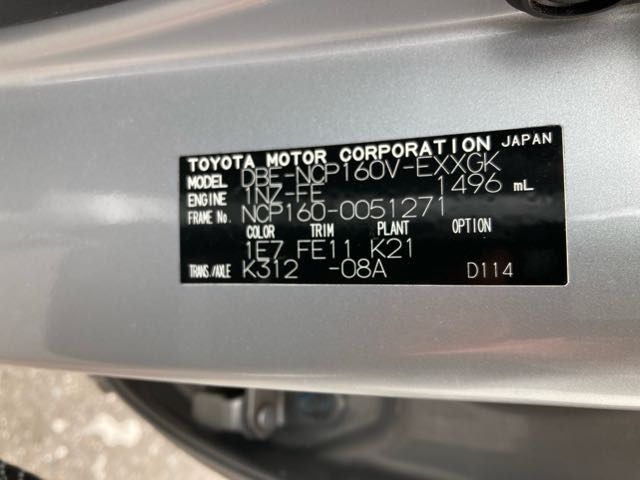 TOYOTA MOTOR CORPORATION JAPAN
MODEL DBE-NCP160V-EXXGK
ENGINE 1NZ-FE 1496 mL
FRAME No. NCP160-0051271
COLOR TRIM PLANT OPTION
1E7 FE11 K21
TRANS./AXLE K312 -08A D114